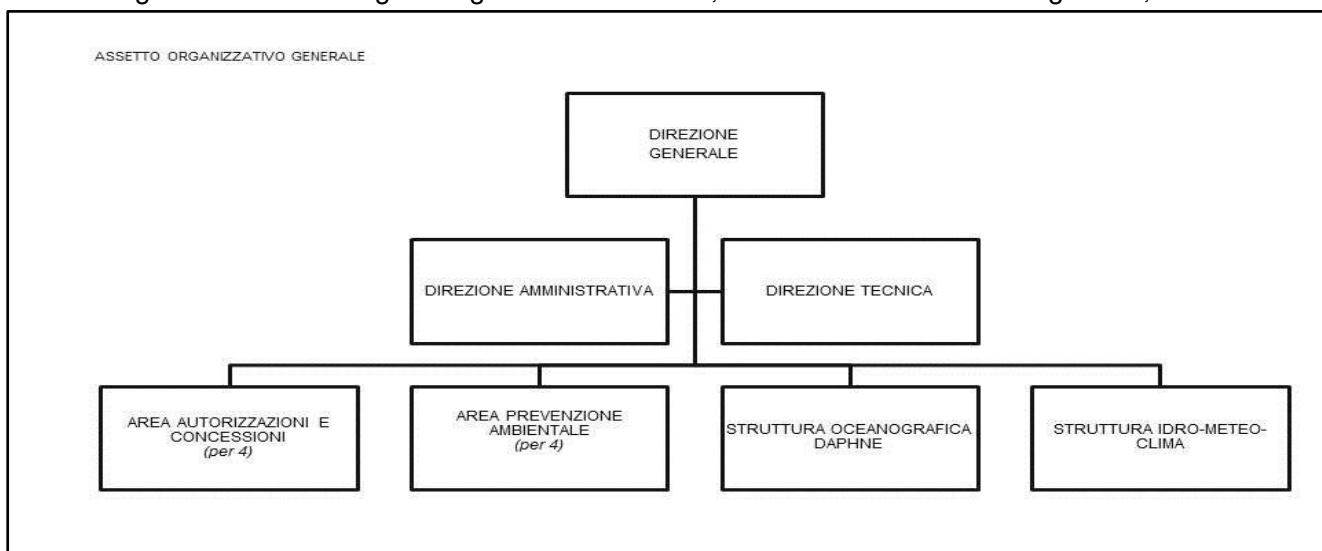 ASSETTO ORGANIZZATIVO GENERALE
DIREZIONE
GENERALE
DIREZIONE AMMINISTRATIVA
DIREZIONE TECNICA
AREA AUTORIZZAZIONI E
CONCESSIONI
(per 4)
AREA PREVENZIONE
AMBIENTALE
(per 4)
STRUTTURA OCEANOGRAFICA
DAPHNE
STRUTTURA IDRO-METEO-
CLIMA